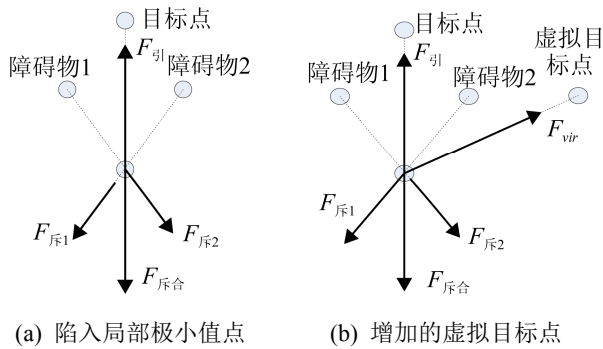 目标点
F引
障碍物1
障碍物2
F斥1
F斥2
F斥合
(a) 陷入局部极小值点
目标点
虚拟目
标点
F引
障碍物1
障碍物2
Fvir
F斥1
F斥2
F斥合
(b) 增加的虚拟目标点